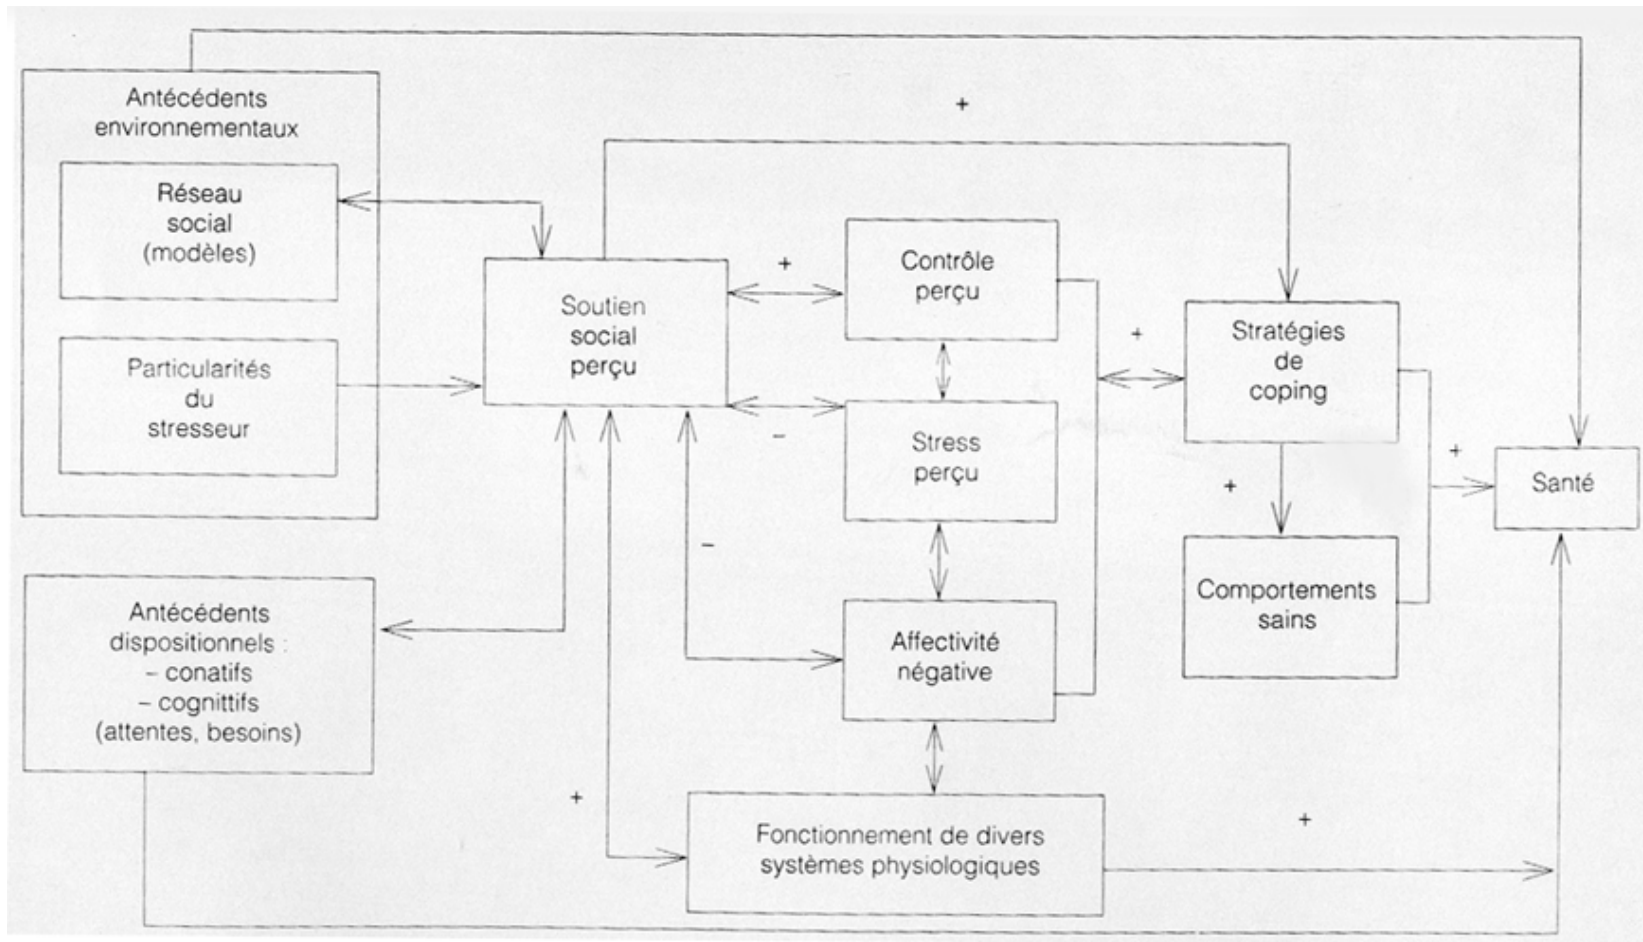 Antécédents
environnementaux
Réseau
social
(modèles)
Particularités
du
stresseur
Antécédents
dispositionnels :
– conatifs
– cognittifs
(attentes, besoins)
Soutien
social
perçu
+
+
–
–
+
Contrôle
perçu
Stress
perçu
Affectivité
négative
Fonctionnement de divers
systèmes physiologiques
+
Stratégies
de
coping
+
Comportements
sains
+
+
Santé